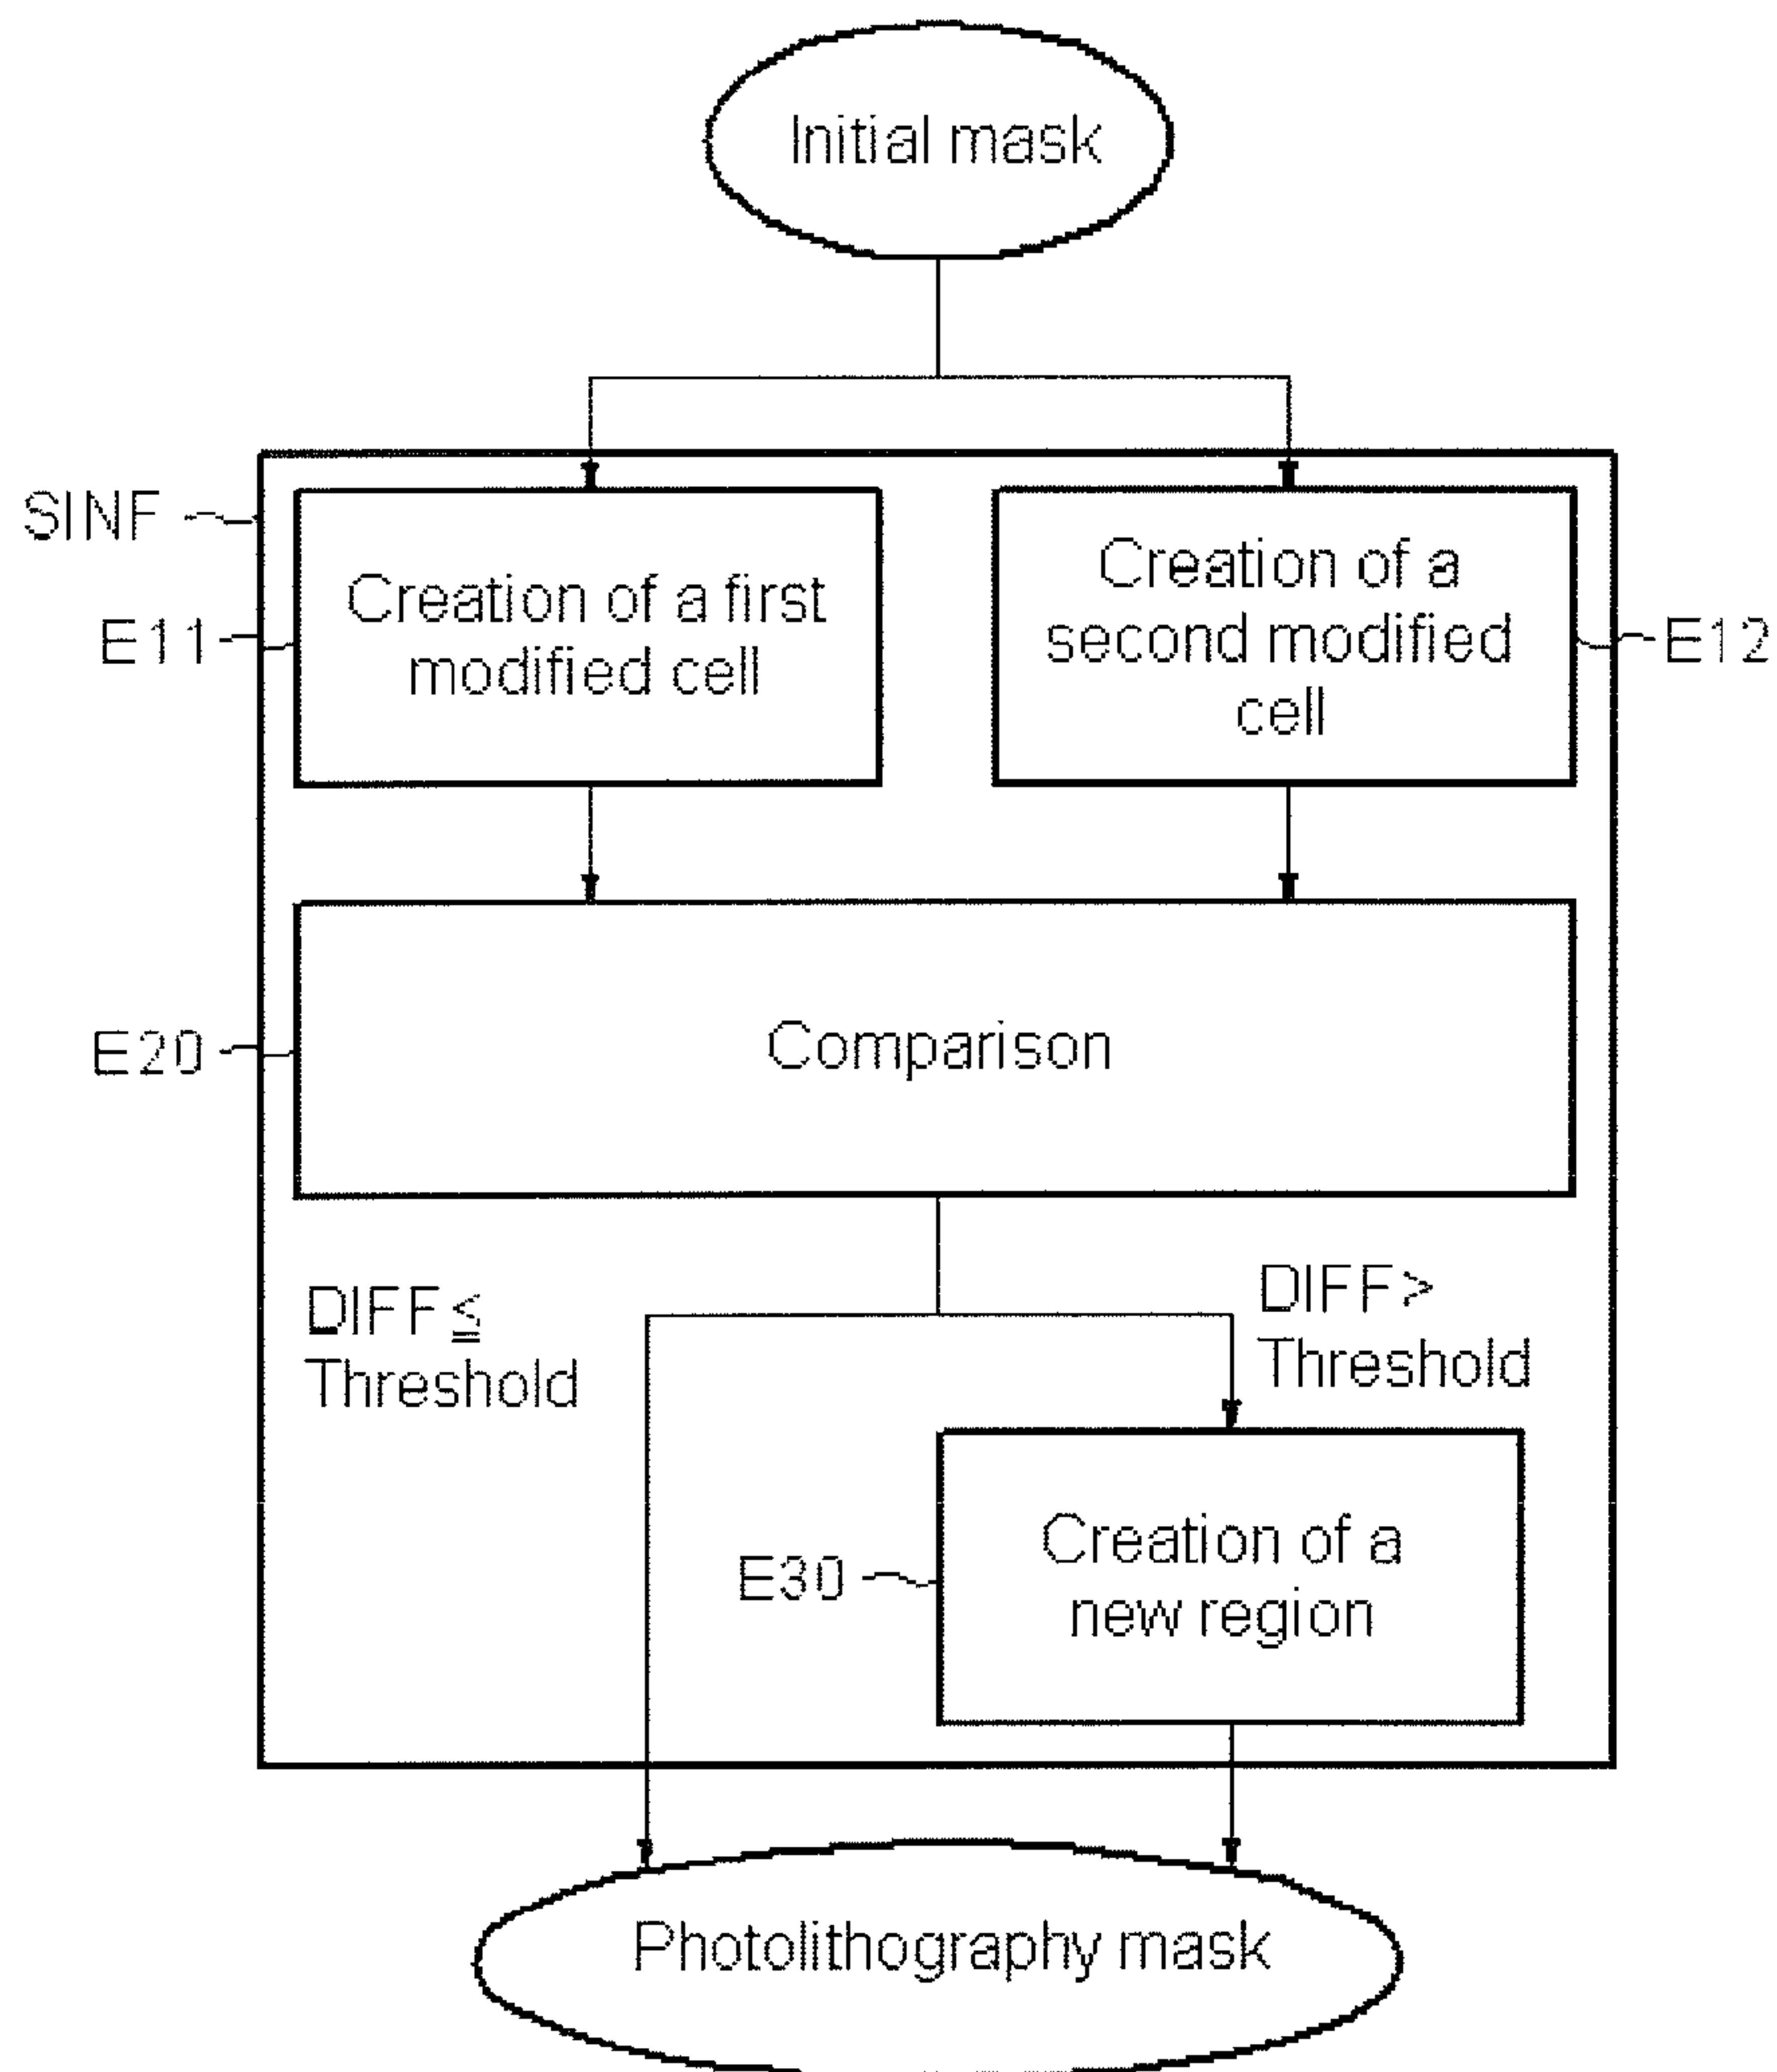 Initial mask
SINF
E11
Creation of a first
modified cell
Creation of a
second modified
cell
E12
E20
Comparison
DIFF≦
Threshold
DIFF>
Threshold
E30
Creation of a
new region
Photolithography mask